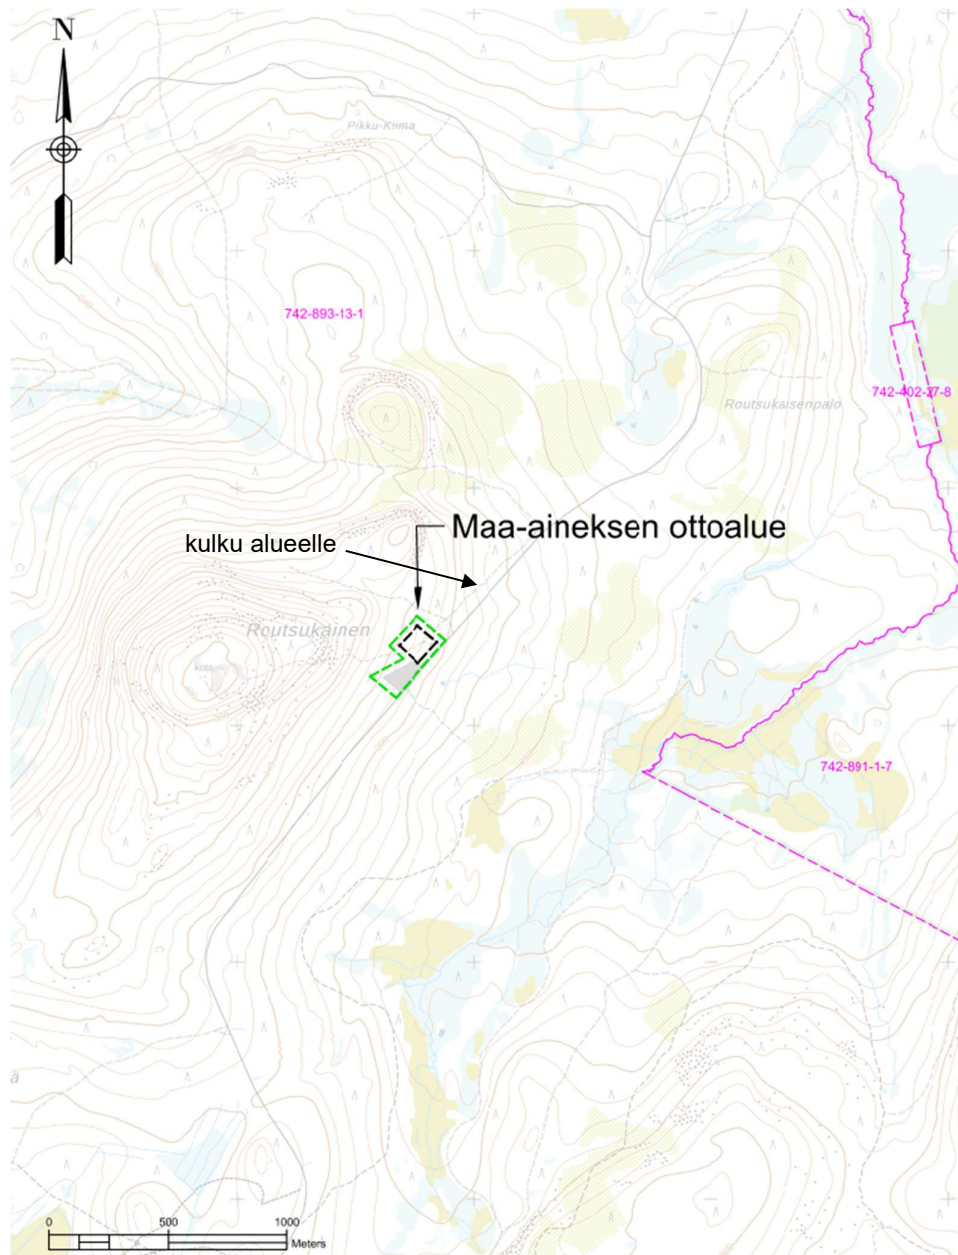 N
Pikku-Kiima
742-893-13-1
742-402-27-8
Routsukaisenpalo
Maa-aineksen ottoalue
kulku alueelle
Routsukainen
kota
742-891-1-7
ä
0 500 1000
Meters